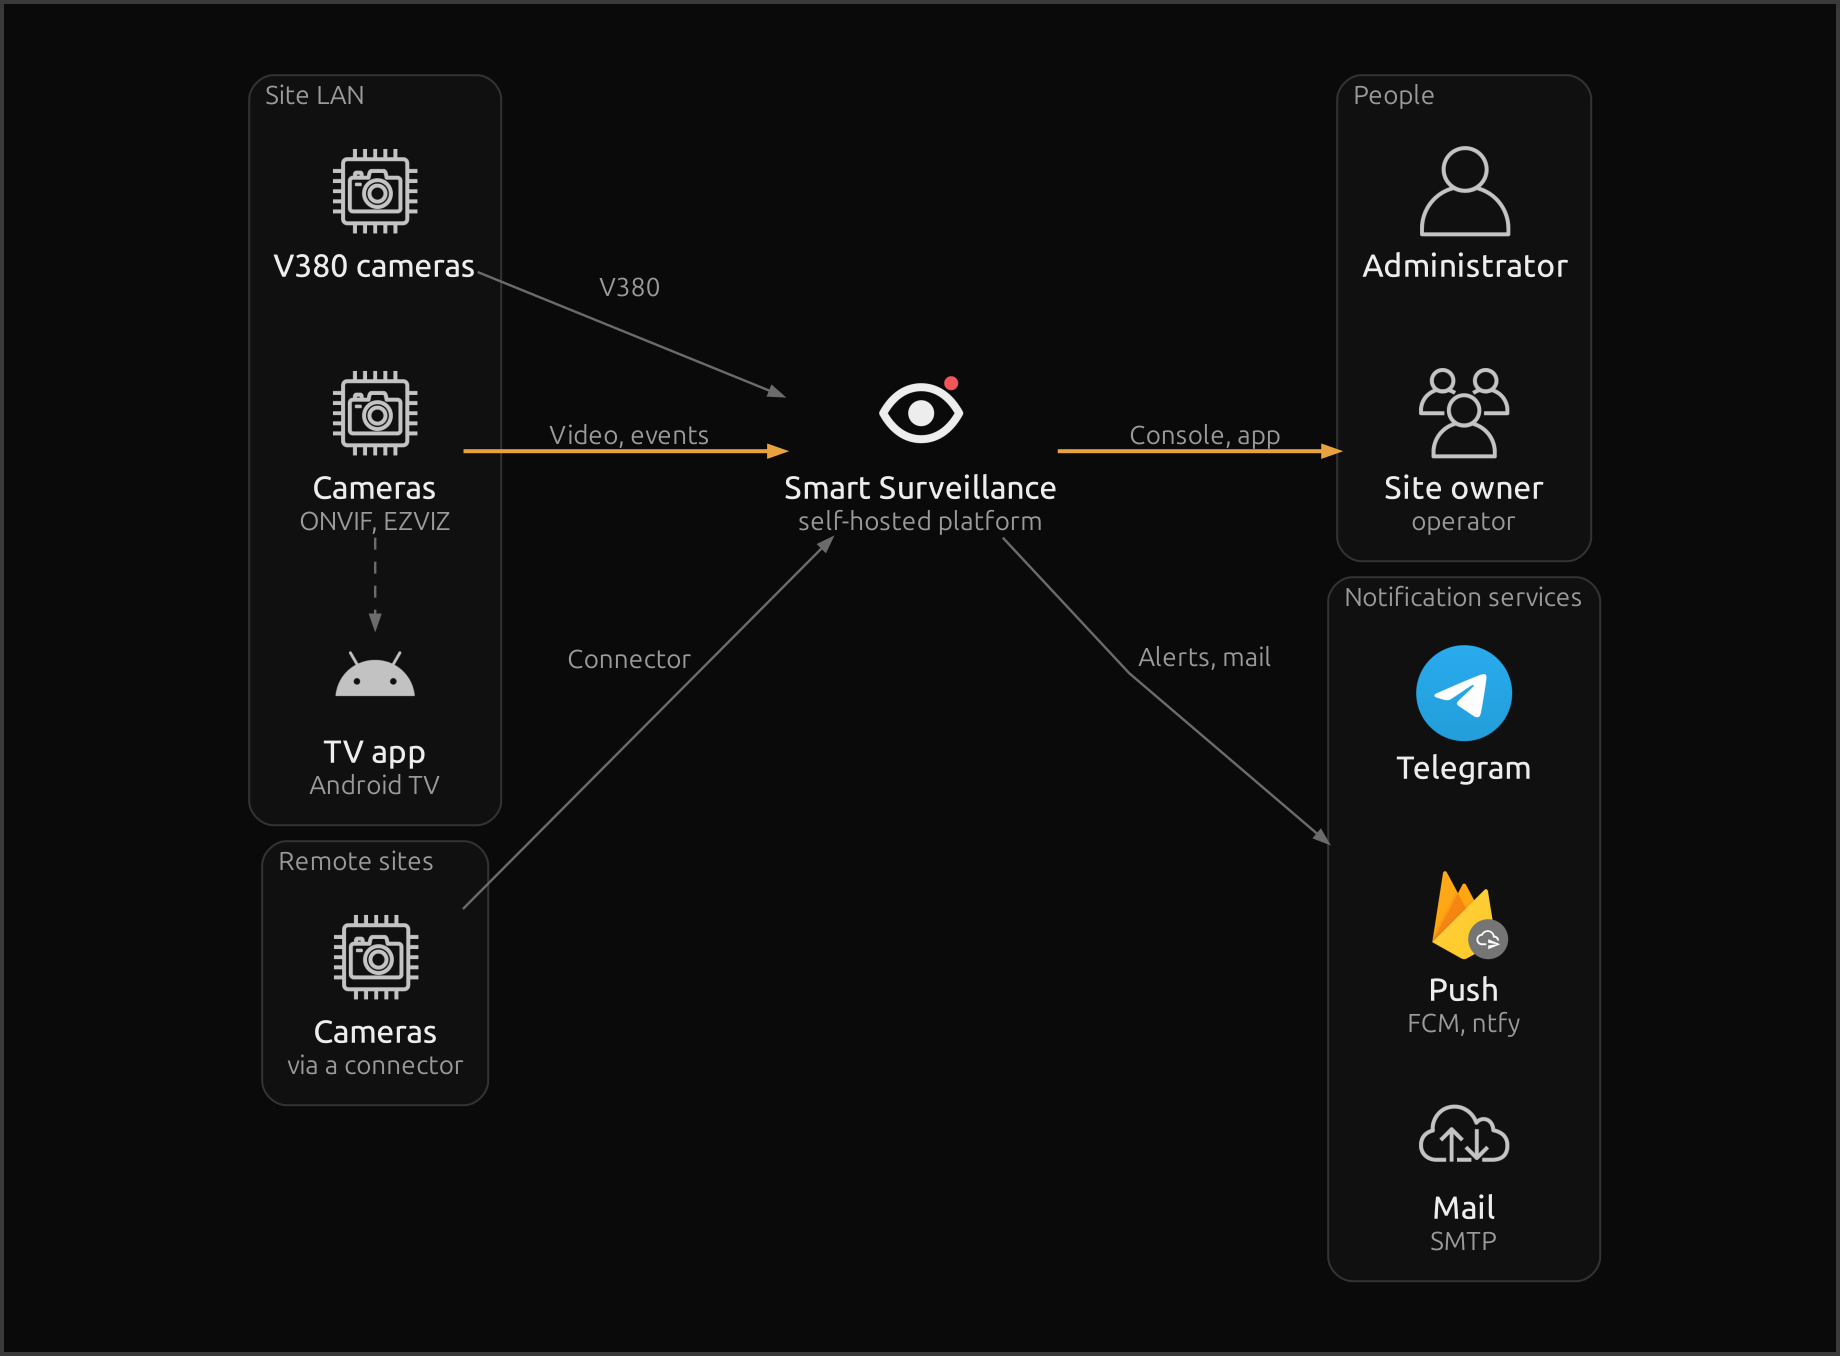 Site LAN
V380 cameras
Cameras
ONVIF, EZVIZ
TV app
Android TV
Remote sites
Cameras
via a connector
V380
Video, events
Connector
Smart Surveillance
self-hosted platform
Console, app
Alerts, mail
People
Administrator
Site owner
operator
Notification services
Telegram
Push
FCM, ntfy
Mail
SMTP